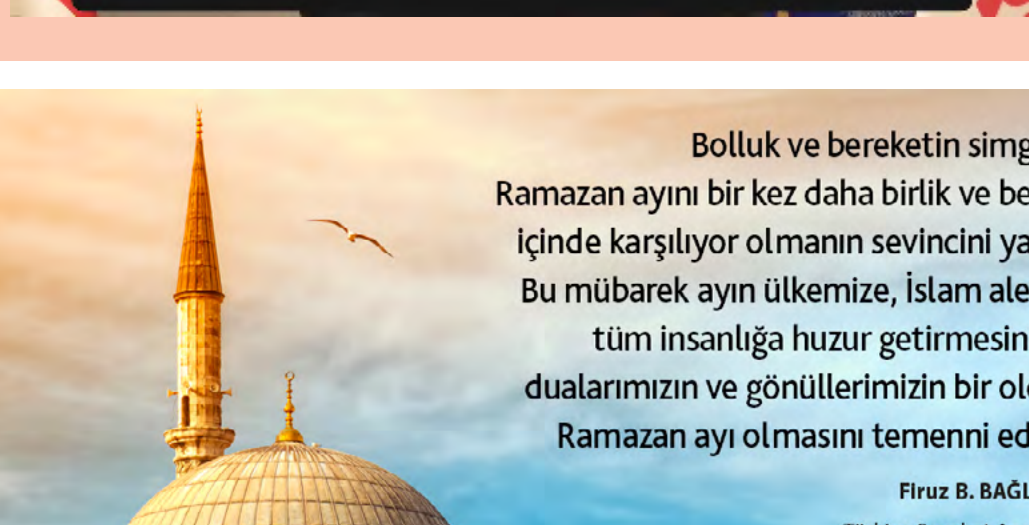 Bolluk ve bereketin simg
Ramazan ayını bir kez daha birlik ve be
içinde karşılıyor olmanın sevincini ya
Bu mübarek ayın ülkemize, İslam ale
tüm insanlığa huzur getirmesin
dualarımızın ve gönüllerimizin bir ol
Ramazan ayı olmasını temenni ed
Firuz B. BAĞL